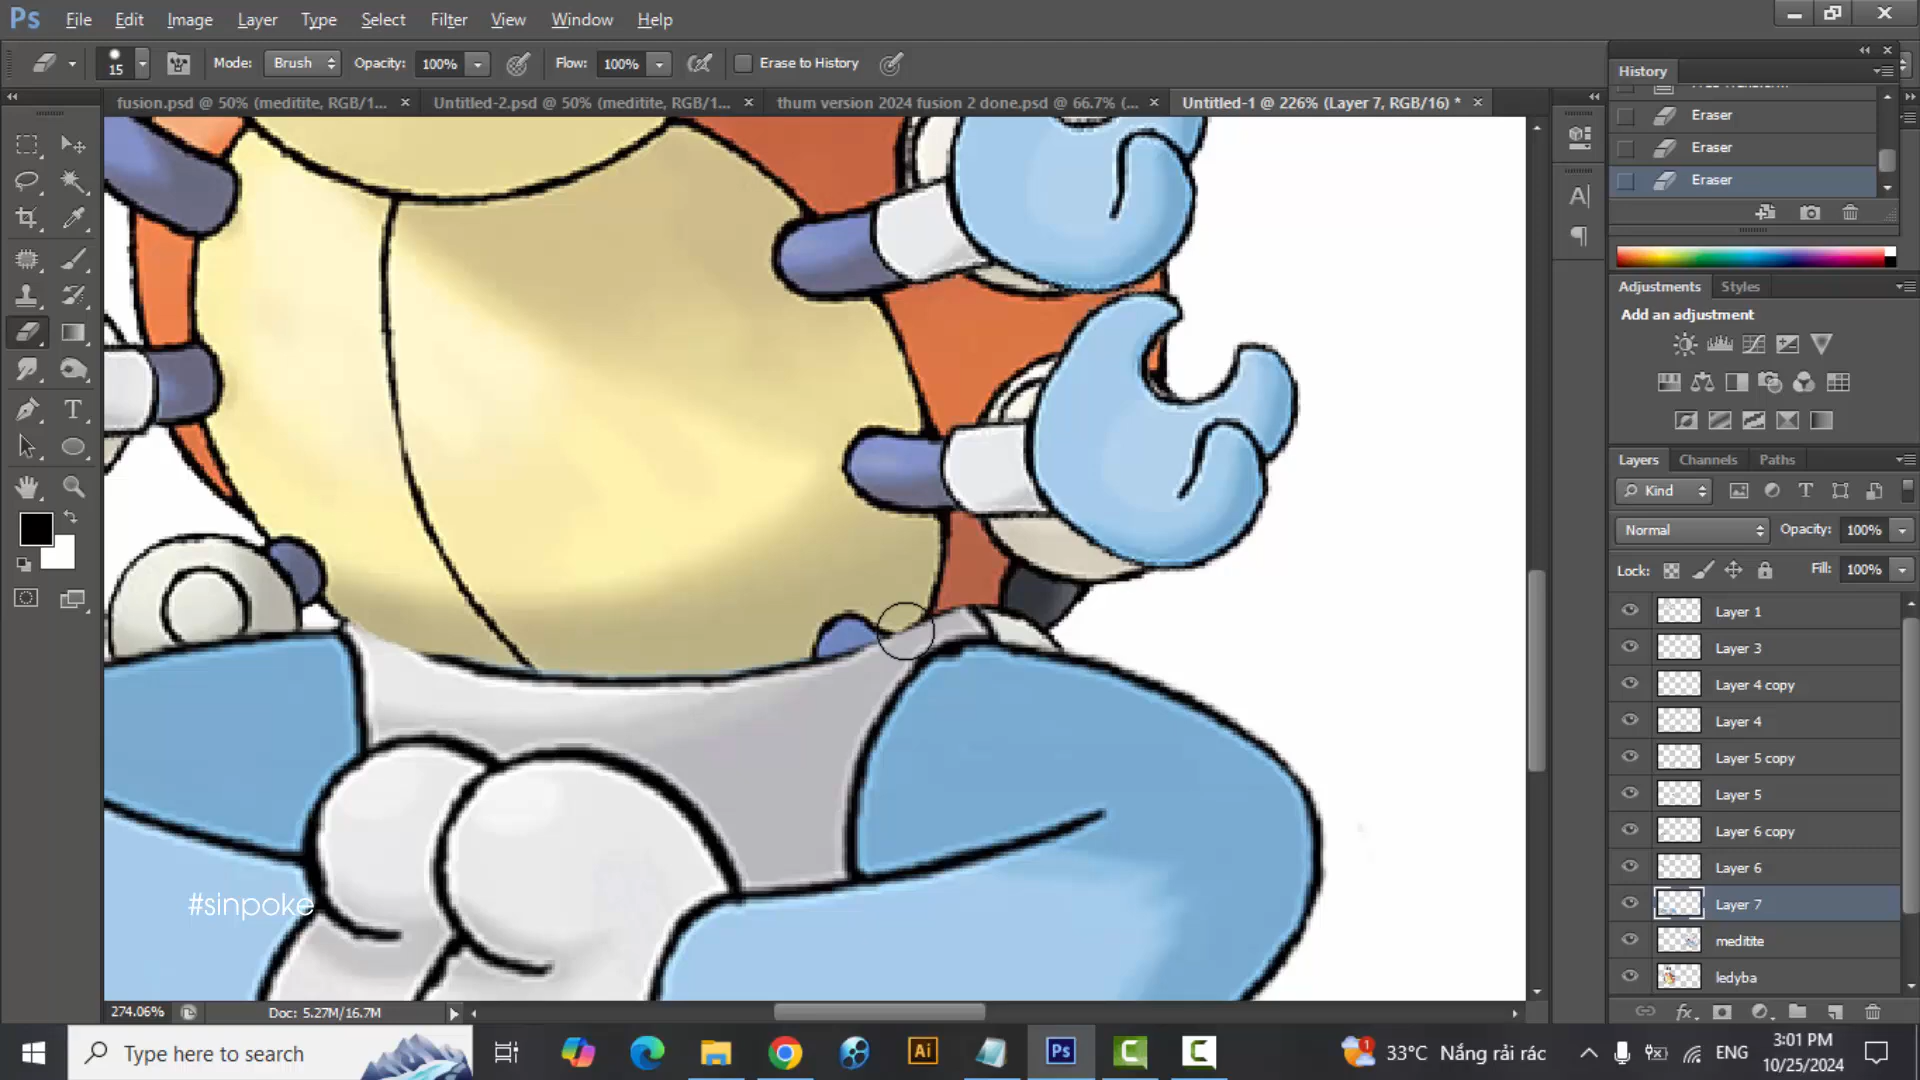 Ps File Edit Image Layer Type Select Filter View Window Help
15 Mode: Brush Opacity: 100% Flow: 100% Erase to History
fusion.psd @ 50% (meditite, RGB/1... × Untitled-2.psd @ 50% (meditite, RGB/1... × thum version 2024 fusion 2 done.psd @ 66.7% (... × Untitled-1 @ 226% (Layer 7, RGB/16) * ×
History
Eraser
Eraser
Eraser
Adjustments Styles
Add an adjustment
Layers Channels Paths
Kind
Normal Opacity: 100%
Lock: Fill: 100%
Layer 1
Layer 3
Layer 4 copy
Layer 4
Layer 5 copy
Layer 5
Layer 6 copy
Layer 6
Layer 7
meditite
ledyba
#sinpoke
274.06% Doc: 5.27M/16.7M
Type here to search
Ai Ps
1 33°C Nắng rải rác ENG
3:01 PM
10/25/2024